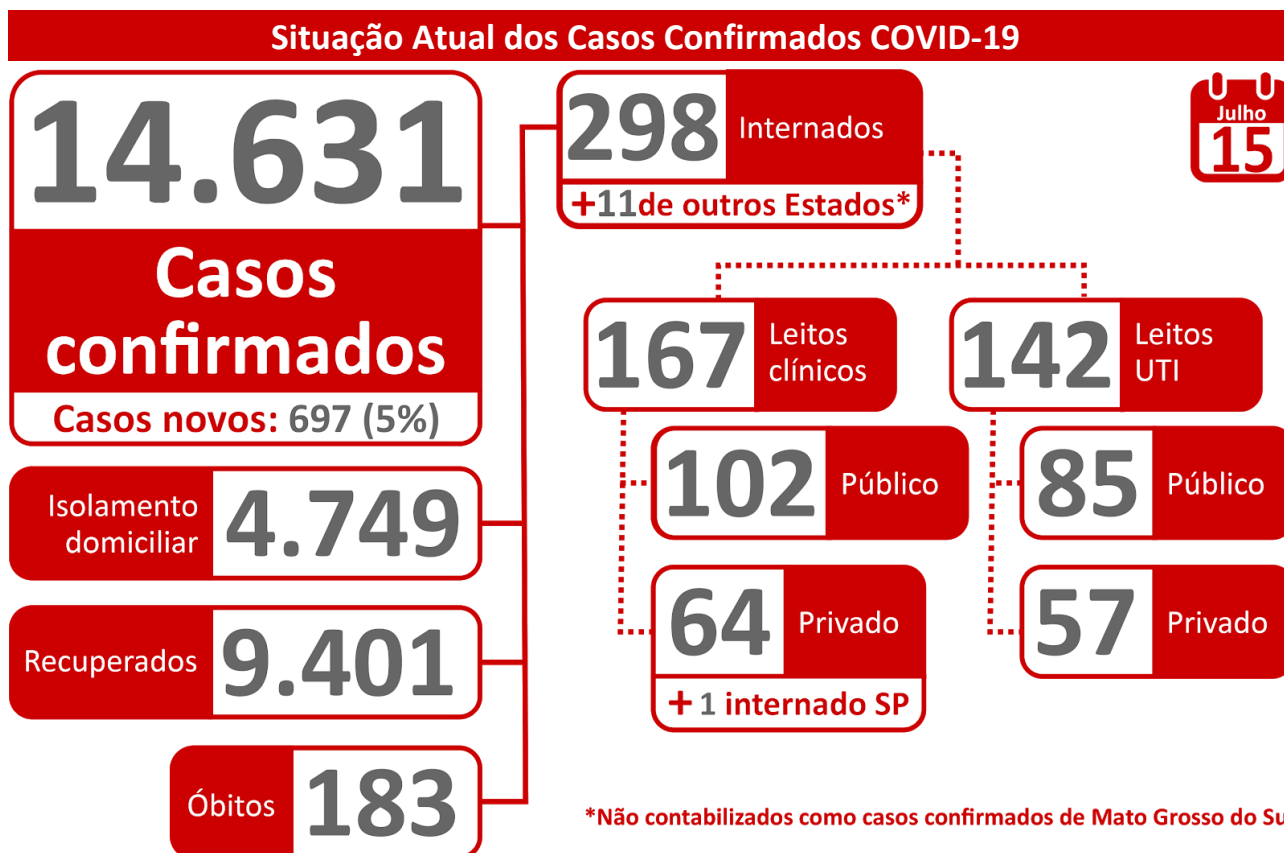 Situação Atual dos Casos Confirmados COVID-19
14.631
Casos
confirmados
Casos novos: 697 (5%)
Isolamento
domiciliar
4.749
Recuperados
9.401
Óbitos
183
298
Internados
+11de outros Estados*
Julho
15
167
Leitos
clínicos
102
Público
64
Privado
+ 1 internado SP
142
Leitos
UTI
85
Público
57
Privado
*Não contabilizados como casos confirmados de Mato Grosso do Su